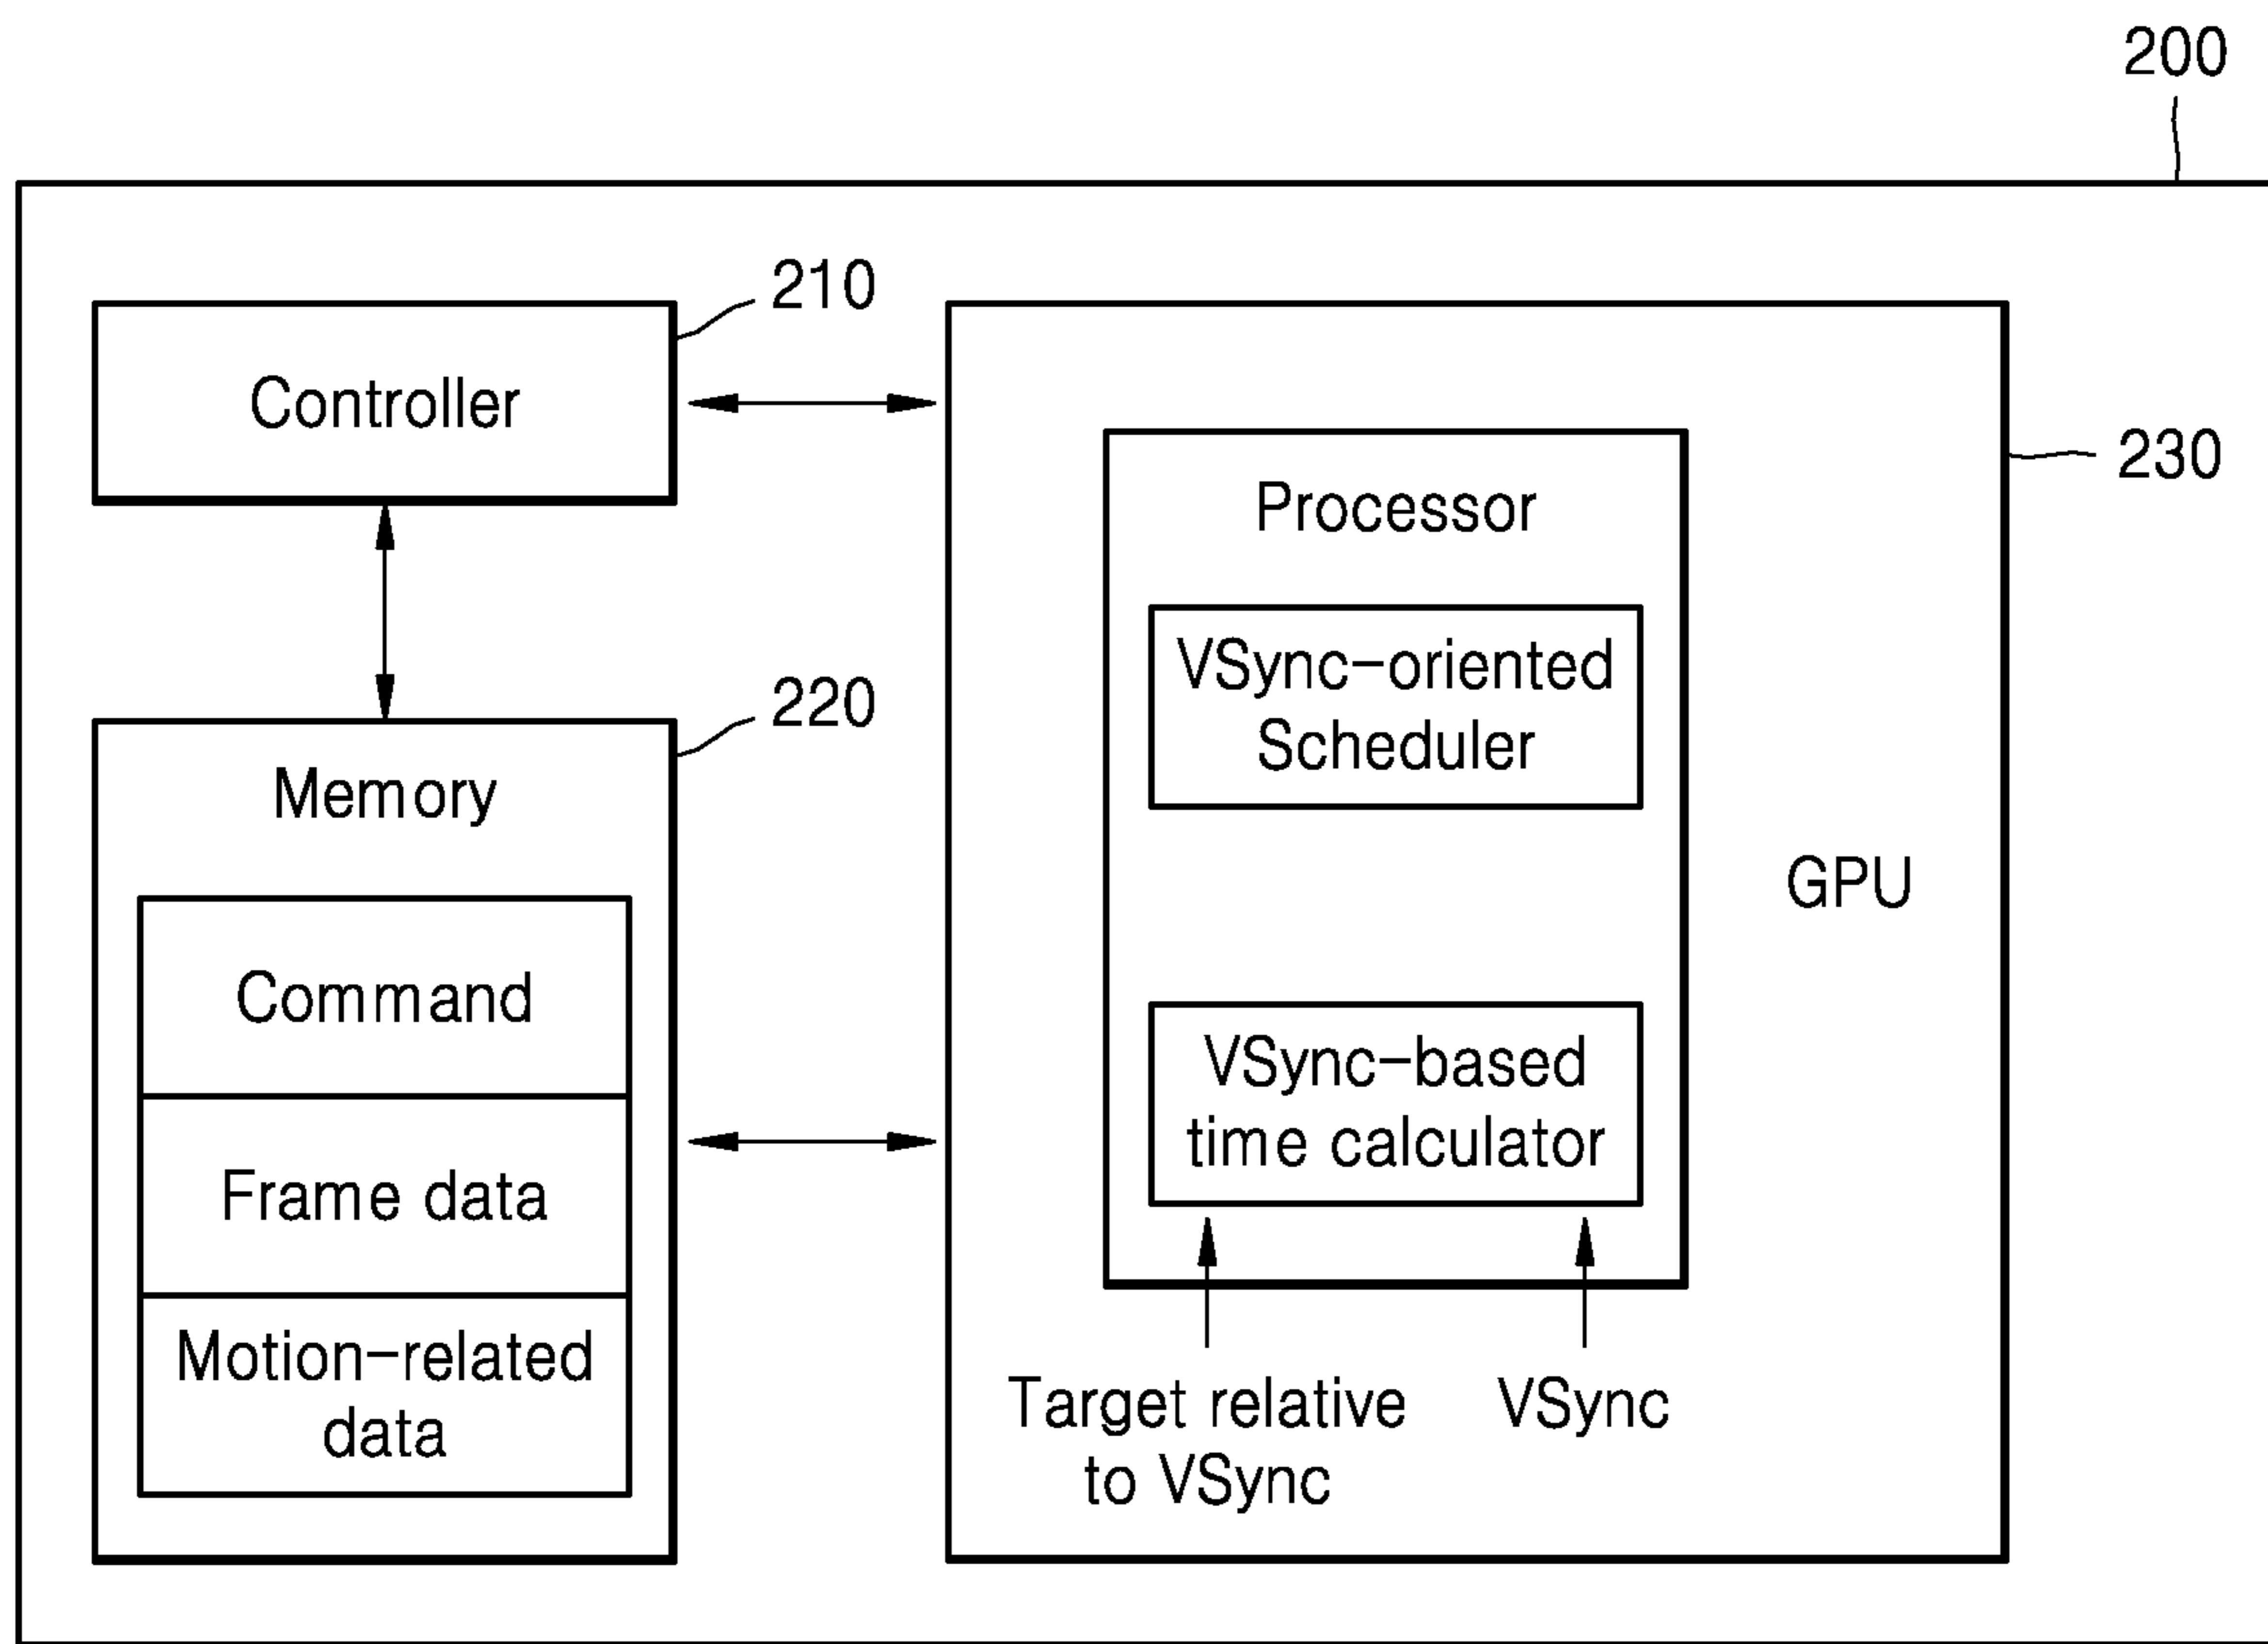 200
210
Controller
230
Processor
VSync-oriented
Scheduler
220
Memory
GPU
Command
VSync-based
time calculator
Frame data
Motion-related
data
Target relative
to VSync
VSync